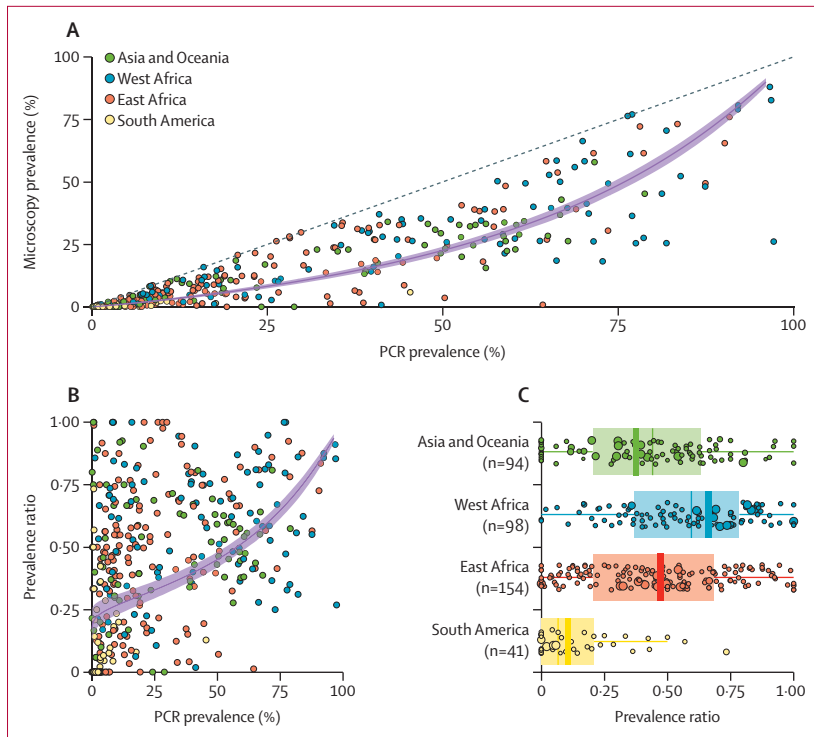 A
100
75
50
25
0
Microscopy prevalence (%)
Asia and Oceania
West Africa
East Africa
South America
0
25
50
75
100
PCR prevalence (%)
B
1·00
0·75
0·50
0·25
0
Prevalence ratio
0
25
50
75
100
PCR prevalence (%)
C
Asia and Oceania
(n=94)
West Africa
(n=98)
East Africa
(n=154)
South America
(n=41)
0
0·25
0·50
0·75
1·00
Prevalence ratio